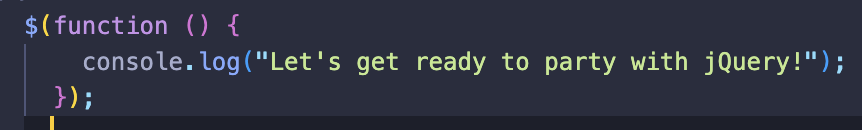 $(function () {
    console.log("Let's get ready to party with jQuery!");
  });